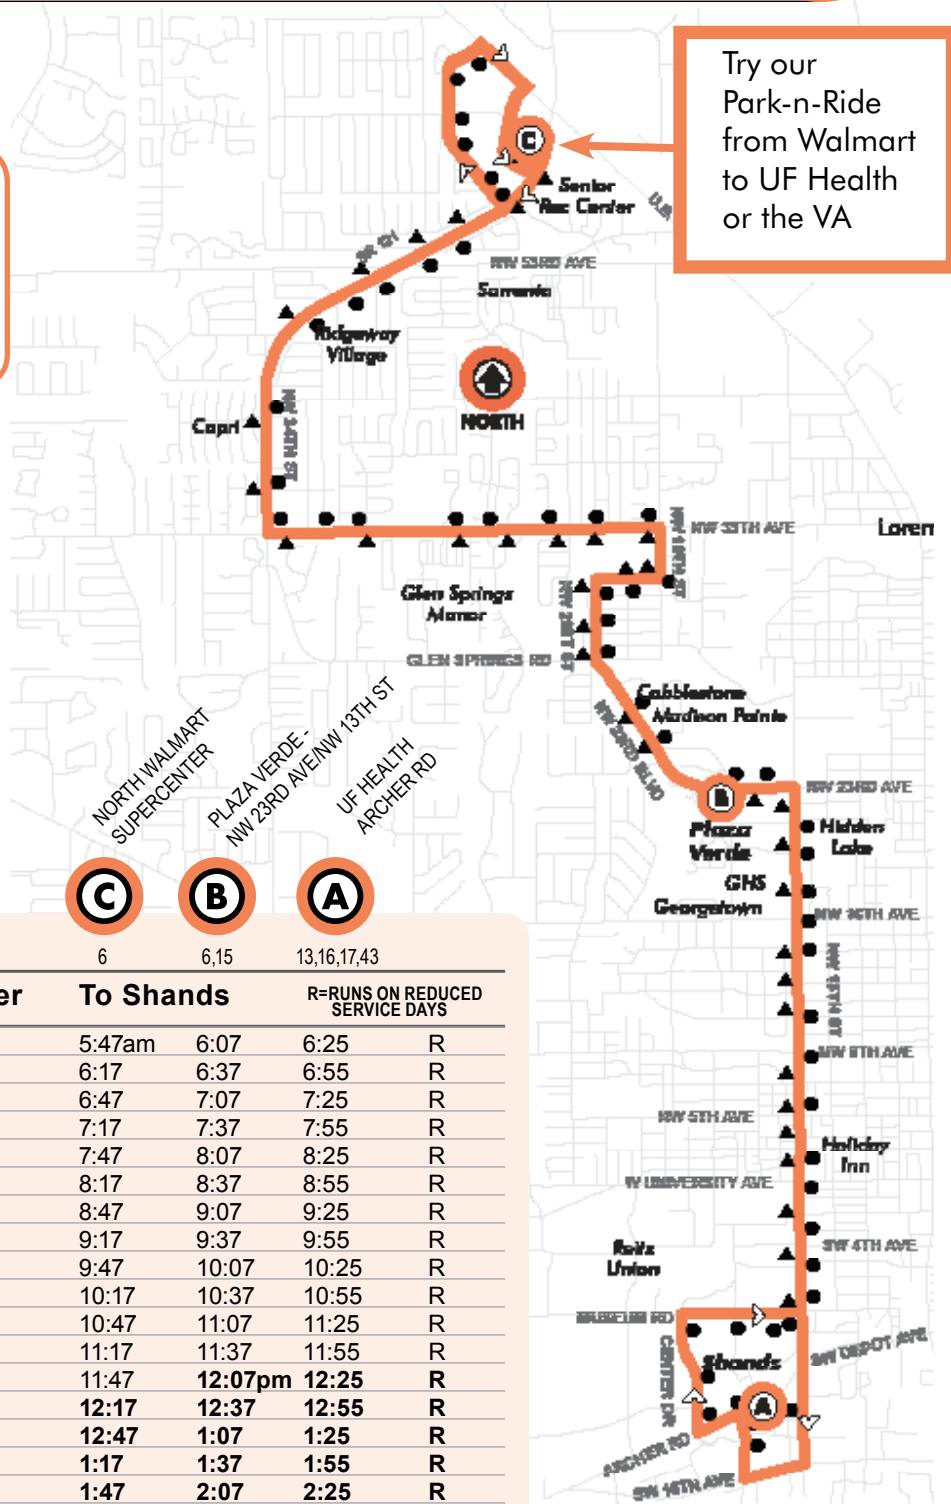 Try our
Park-n-Ride
from Walmart
to UF Health
or the VA
C
Senior
Rec Center
NW 53RD AVE
Sorrento
Ridgeway
Village
NORTH
Capri
NW 34TH ST
NW 39TH AVE
Loren
Glen Springs
Manor
NW 21ST CT
GLEN SPRINGS RD
Cobblestone
Madison Pointe
NW 23RD BLVD
NW 23RD AVE
B
Plaza
Verde
Hidden
Lake
GHS
Georgetown
NW 16TH AVE
NW 13TH ST
NW 8TH AVE
NW 5TH AVE
Holiday
Inn
W UNIVERSITY AVE
SW 4TH AVE
Reitz
Union
MUSEUM RD
CENTER DR
Shands
SW DEPOT AVE
A
ARCHER RD
SW 16TH AVE
NORTH WALMART
SUPERCENTER
PLAZA VERDE -
NW 23RD AVE/NW 13TH ST
UF HEALTH
ARCHER RD
C B A
6 6,15 13,16,17,43
er To Shands R=RUNS ON REDUCED
SERVICE DAYS
5:47am 6:07 6:25 R
6:17 6:37 6:55 R
6:47 7:07 7:25 R
7:17 7:37 7:55 R
7:47 8:07 8:25 R
8:17 8:37 8:55 R
8:47 9:07 9:25 R
9:17 9:37 9:55 R
9:47 10:07 10:25 R
10:17 10:37 10:55 R
10:47 11:07 11:25 R
11:17 11:37 11:55 R
11:47 12:07pm 12:25 R
12:17 12:37 12:55 R
12:47 1:07 1:25 R
1:17 1:37 1:55 R
1:47 2:07 2:25 R